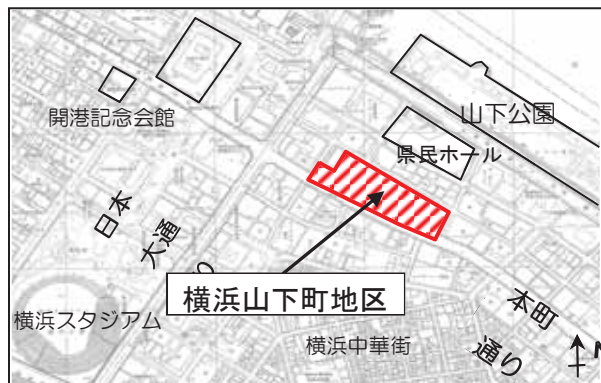 開港記念会館
山下公園
県民ホール
日本
大通
り
横浜山下町地区
横浜スタジアム
横浜中華街
本町
通り
N